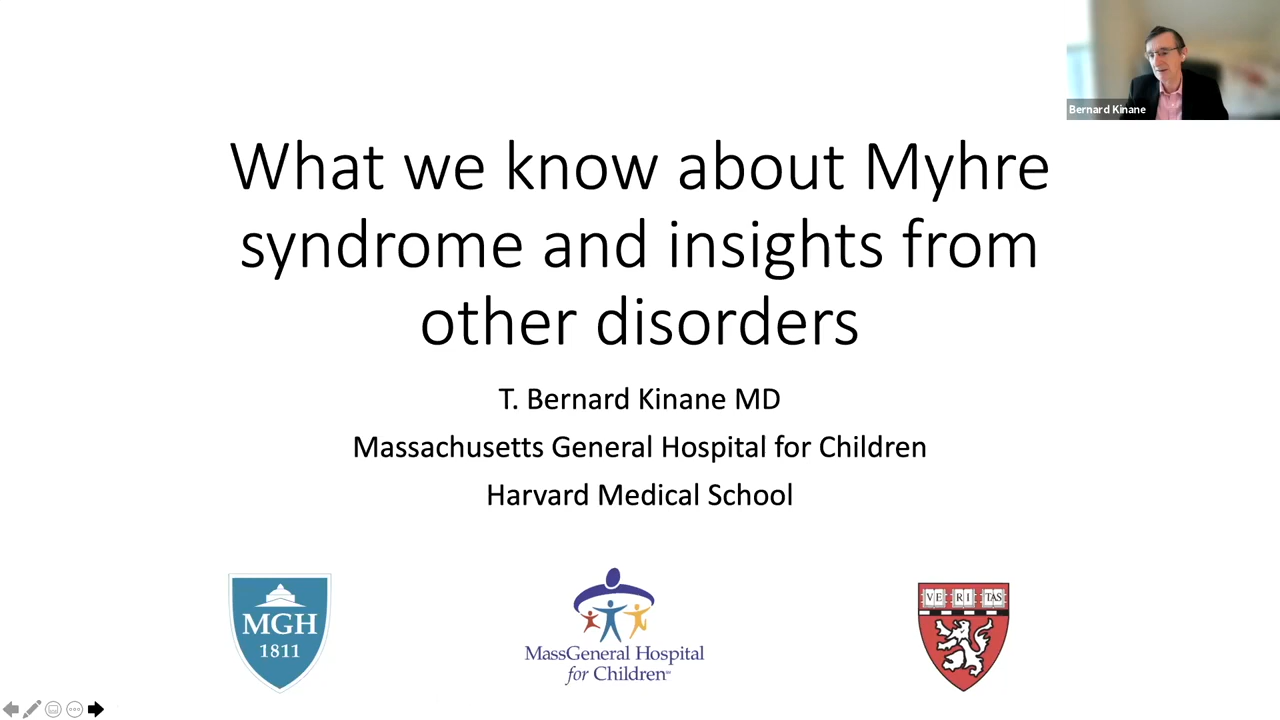 Bernard Kinane
What we know about Myhre
syndrome and insights from
other disorders
T. Bernard Kinane MD
Massachusetts General Hospital for Children
Harvard Medical School
MGH
1811
MassGeneral Hospital
for Children
VE RI TAS